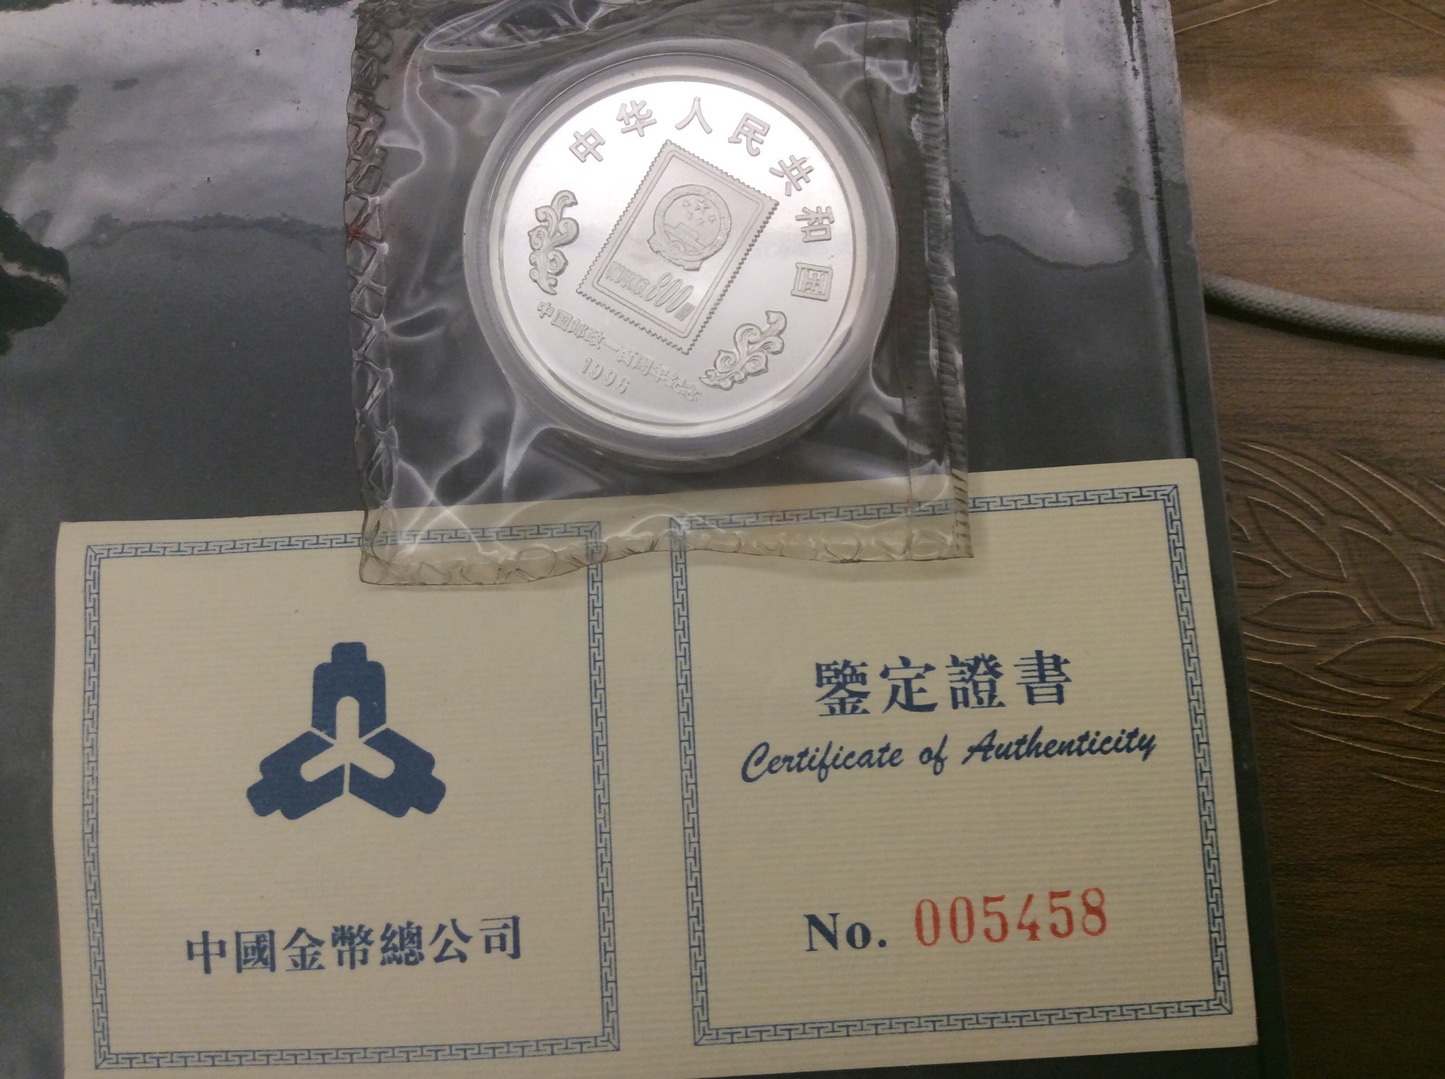 中华人民共和国
800
中国邮政一百周年纪念
1996
中國金幣總公司
鑒定證書
Certificate of Authenticity
No. 005458